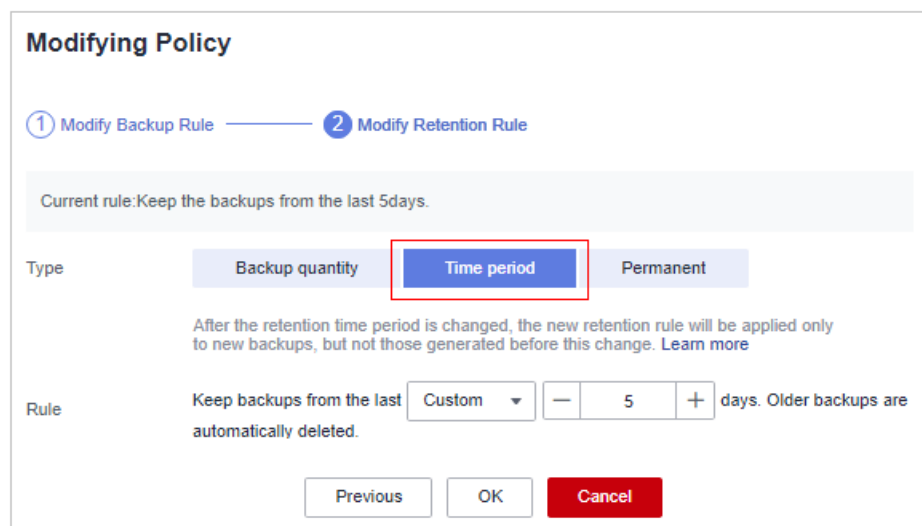 Modifying Policy
1 Modify Backup Rule 2 Modify Retention Rule
Current rule:Keep the backups from the last 5days.
Type Backup quantity Time period Permanent
After the retention time period is changed, the new retention rule will be applied only
to new backups, but not those generated before this change. Learn more
Rule Keep backups from the last Custom — 5 + days. Older backups are
automatically deleted.
Previous OK Cancel